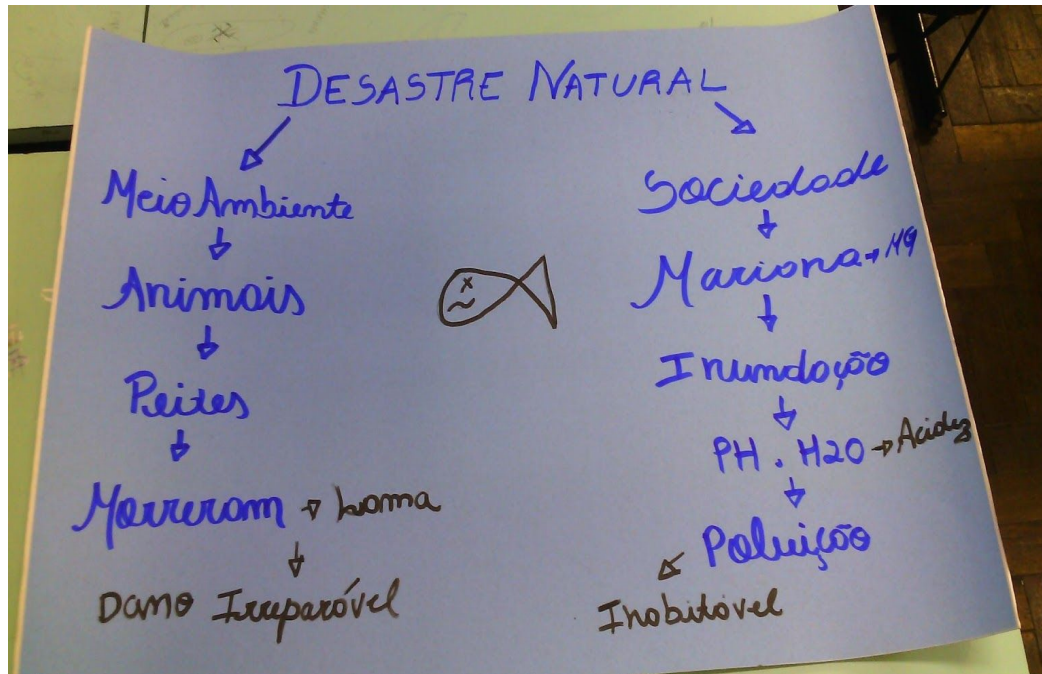 DESASTRE NATURAL
Meio Ambiente
Animais
Peixes
Morreram → Lama
Dano Irreparável
Sociedade
Mariana → MG
Inundação
PH . H2O → Acidez
Poluição
Inabitável